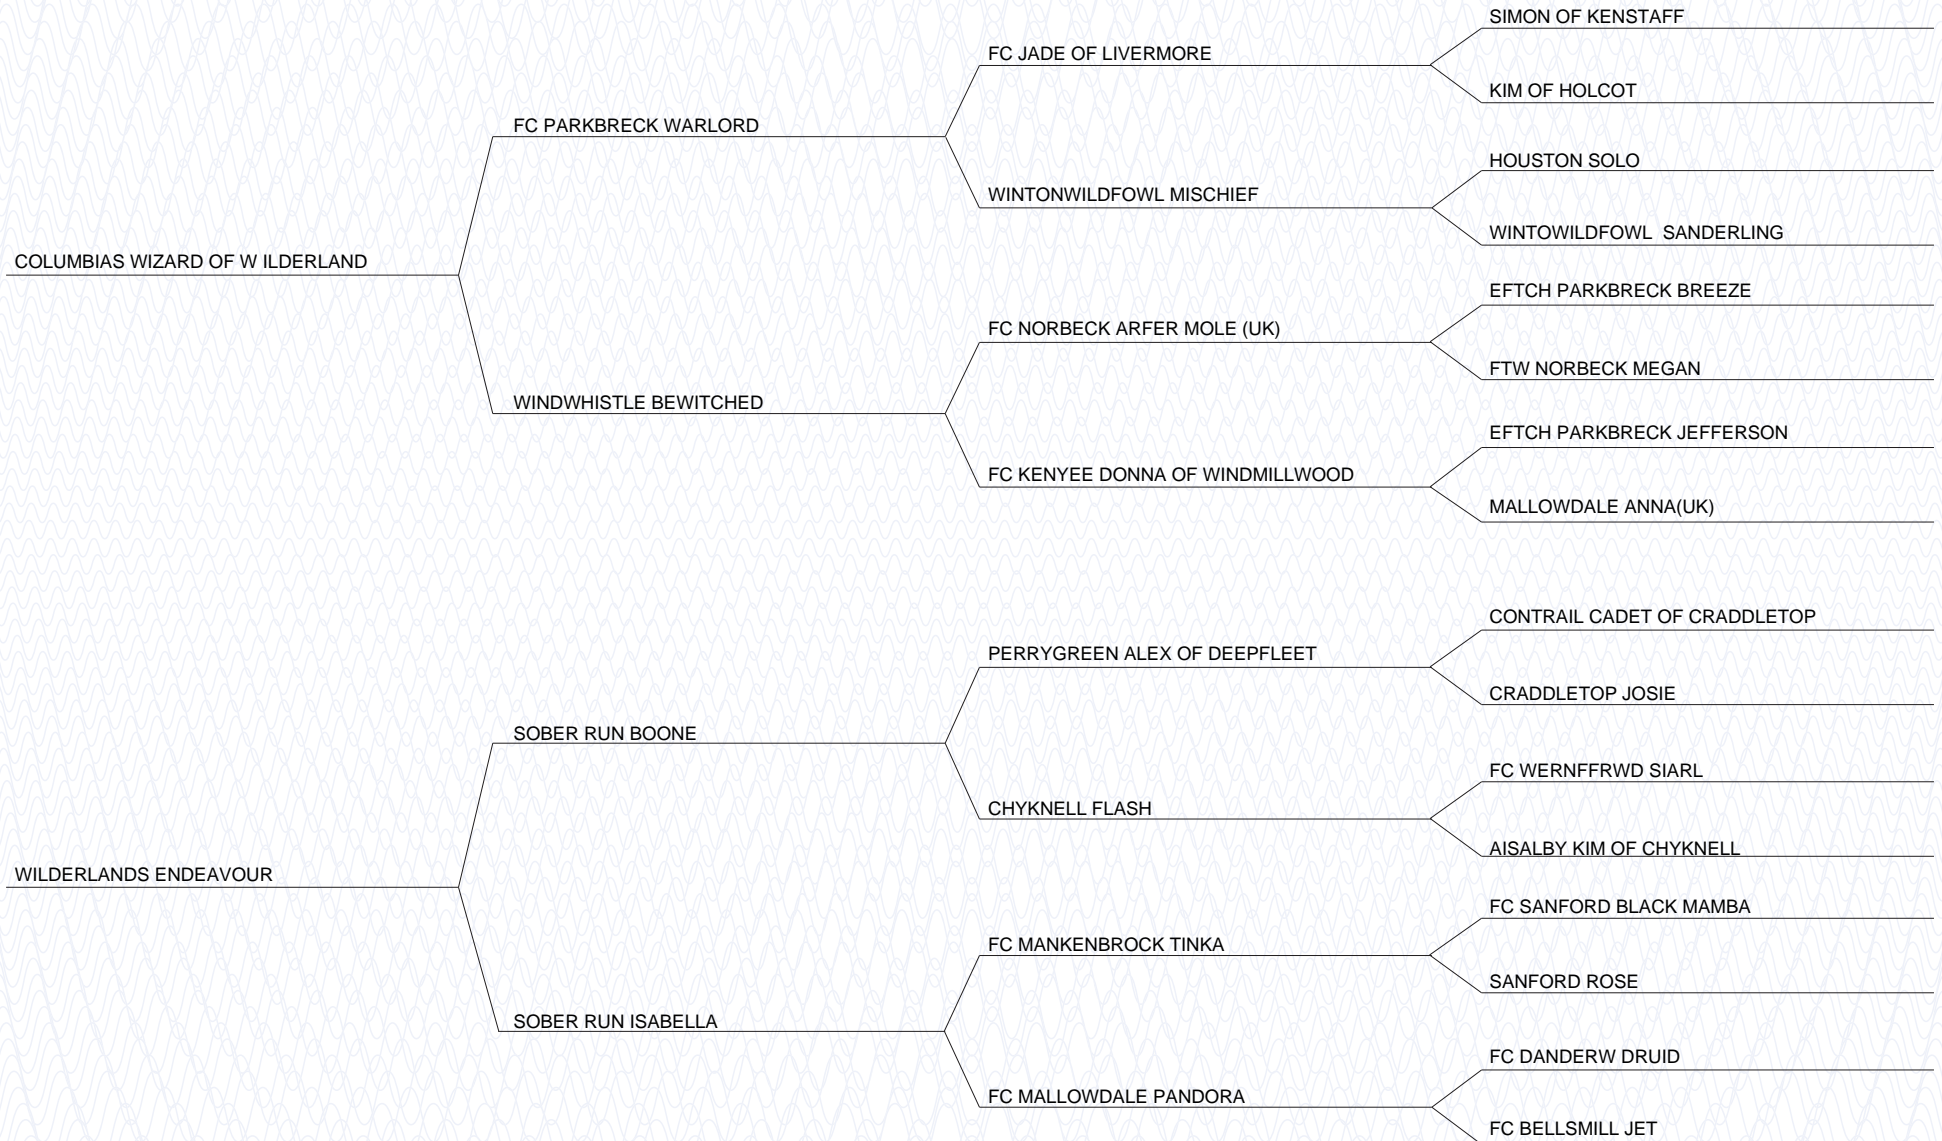 SIMON OF KENSTAFF
FC JADE OF LIVERMORE
KIM OF HOLCOT
FC PARKBRECK WARLORD
HOUSTON SOLO
WINTONWILDFOWL MISCHIEF
WINTOWILDFOWL  SANDERLING
COLUMBIAS WIZARD OF W ILDERLAND
EFTCH PARKBRECK BREEZE
FC NORBECK ARFER MOLE (UK)
FTW NORBECK MEGAN
WINDWHISTLE BEWITCHED
EFTCH PARKBRECK JEFFERSON
FC KENYEE DONNA OF WINDMILLWOOD
MALLOWDALE ANNA(UK)
CONTRAIL CADET OF CRADDLETOP
PERRYGREEN ALEX OF DEEPFLEET
CRADDLETOP JOSIE
SOBER RUN BOONE
FC WERNFFRWD SIARL
CHYKNELL FLASH
AISALBY KIM OF CHYKNELL
WILDERLANDS ENDEAVOUR
FC SANFORD BLACK MAMBA
FC MANKENBROCK TINKA
SANFORD ROSE
SOBER RUN ISABELLA
FC DANDERW DRUID
FC MALLOWDALE PANDORA
FC BELLSMILL JET